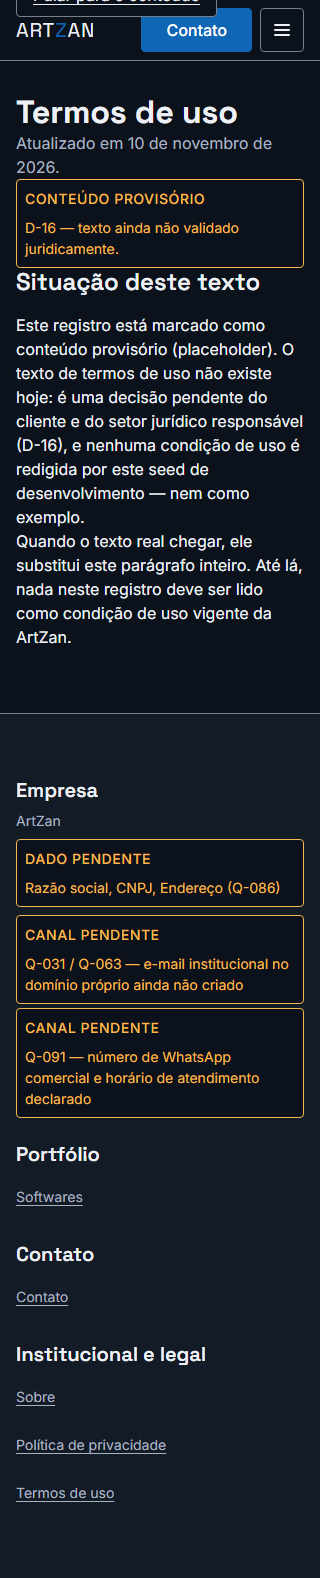 Pular para o conteúdo
ARTZAN
Contato
Termos de uso
Atualizado em 10 de novembro de
2026.
CONTEÚDO PROVISÓRIO
D-16 — texto ainda não validado
juridicamente.
Situação deste texto
Este registro está marcado como
conteúdo provisório (placeholder). O
texto de termos de uso não existe
hoje: é uma decisão pendente do
cliente e do setor jurídico responsável
(D-16), e nenhuma condição de uso é
redigida por este seed de
desenvolvimento — nem como
exemplo.
Quando o texto real chegar, ele
substitui este parágrafo inteiro. Até lá,
nada neste registro deve ser lido
como condição de uso vigente da
ArtZan.
Empresa
ArtZan
DADO PENDENTE
Razão social, CNPJ, Endereço (Q-086)
CANAL PENDENTE
Q-031 / Q-063 — e-mail institucional no
domínio próprio ainda não criado
CANAL PENDENTE
Q-091 — número de WhatsApp
comercial e horário de atendimento
declarado
Portfólio
Softwares
Contato
Contato
Institucional e legal
Sobre
Política de privacidade
Termos de uso